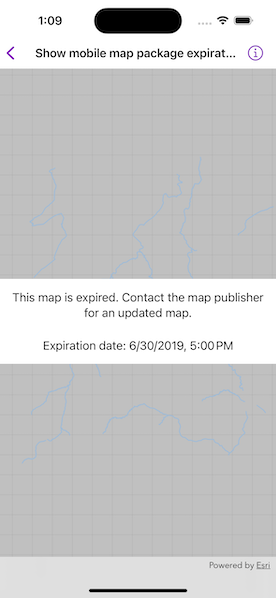 1:09
Show mobile map package expirat...
This map is expired. Contact the map publisher
for an updated map.
Expiration date: 6/30/2019, 5:00 PM
Powered by Esri